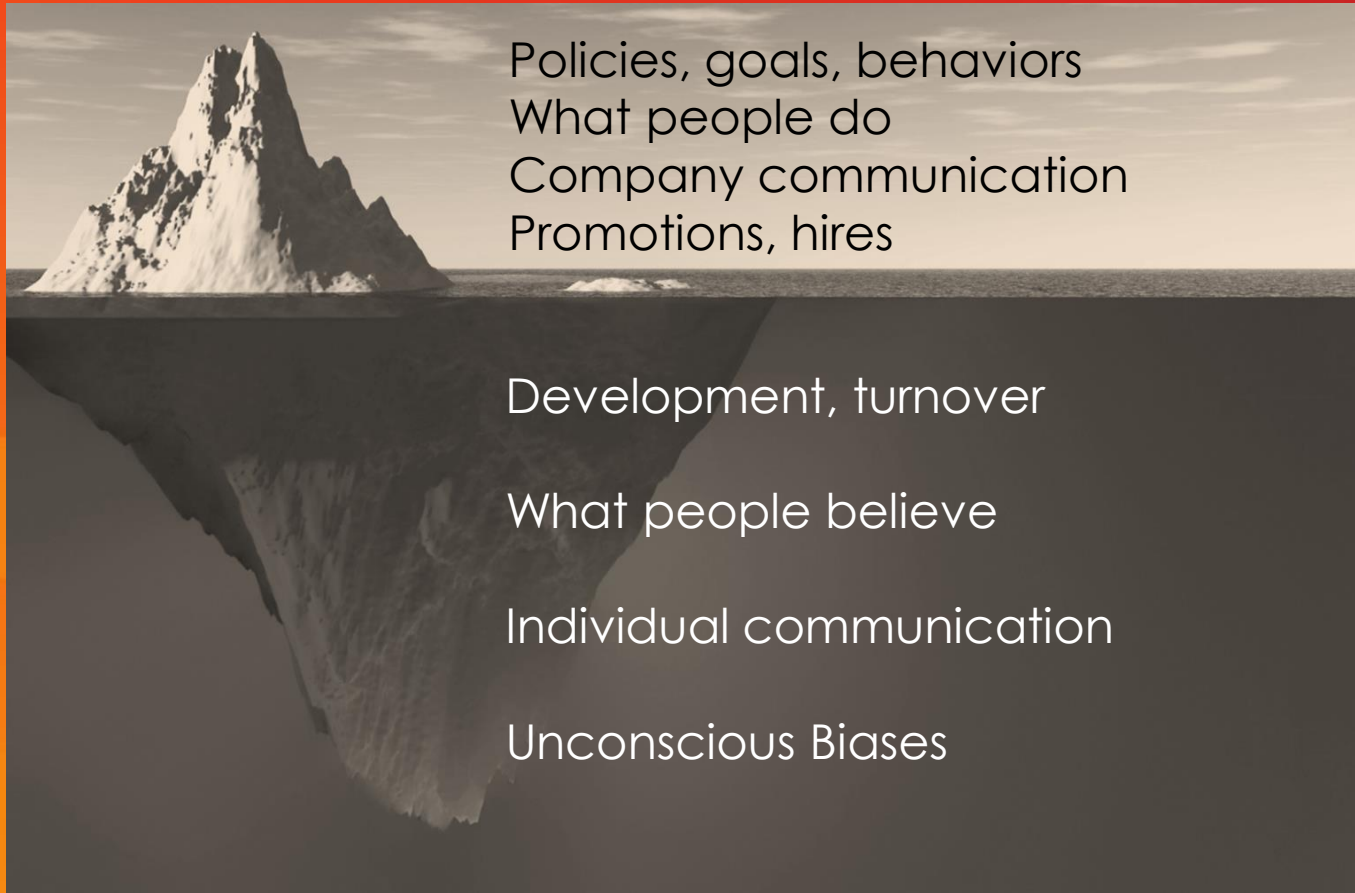 Policies, goals, behaviors
What people do
Company communication
Promotions, hires
Development, turnover
What people believe
Individual communication
Unconscious Biases